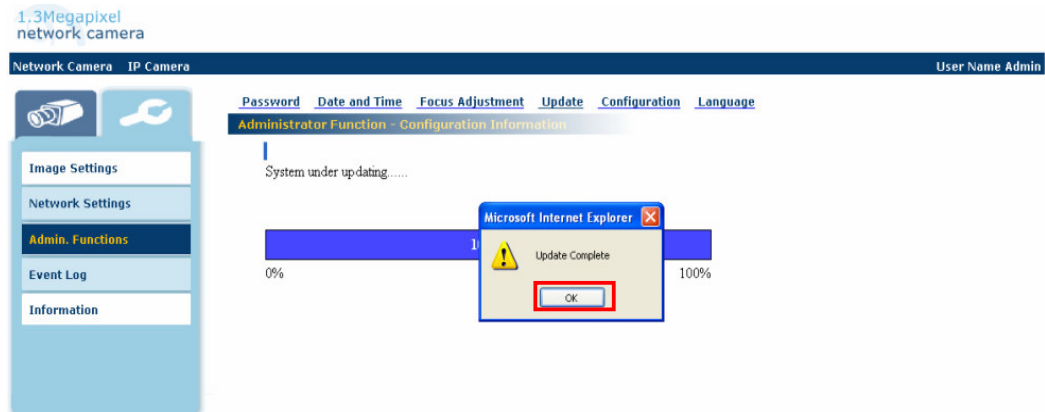 1.3Megapixel
network camera
Network Camera IP Camera User Name Admin
Password Date and Time Focus Adjustment Update Configuration Language
Administrator Function - Configuration Information
System under updating......
Image Settings
Network Settings
Admin. Functions
Event Log
Information
Microsoft Internet Explorer
Update Complete
OK
0% 100%